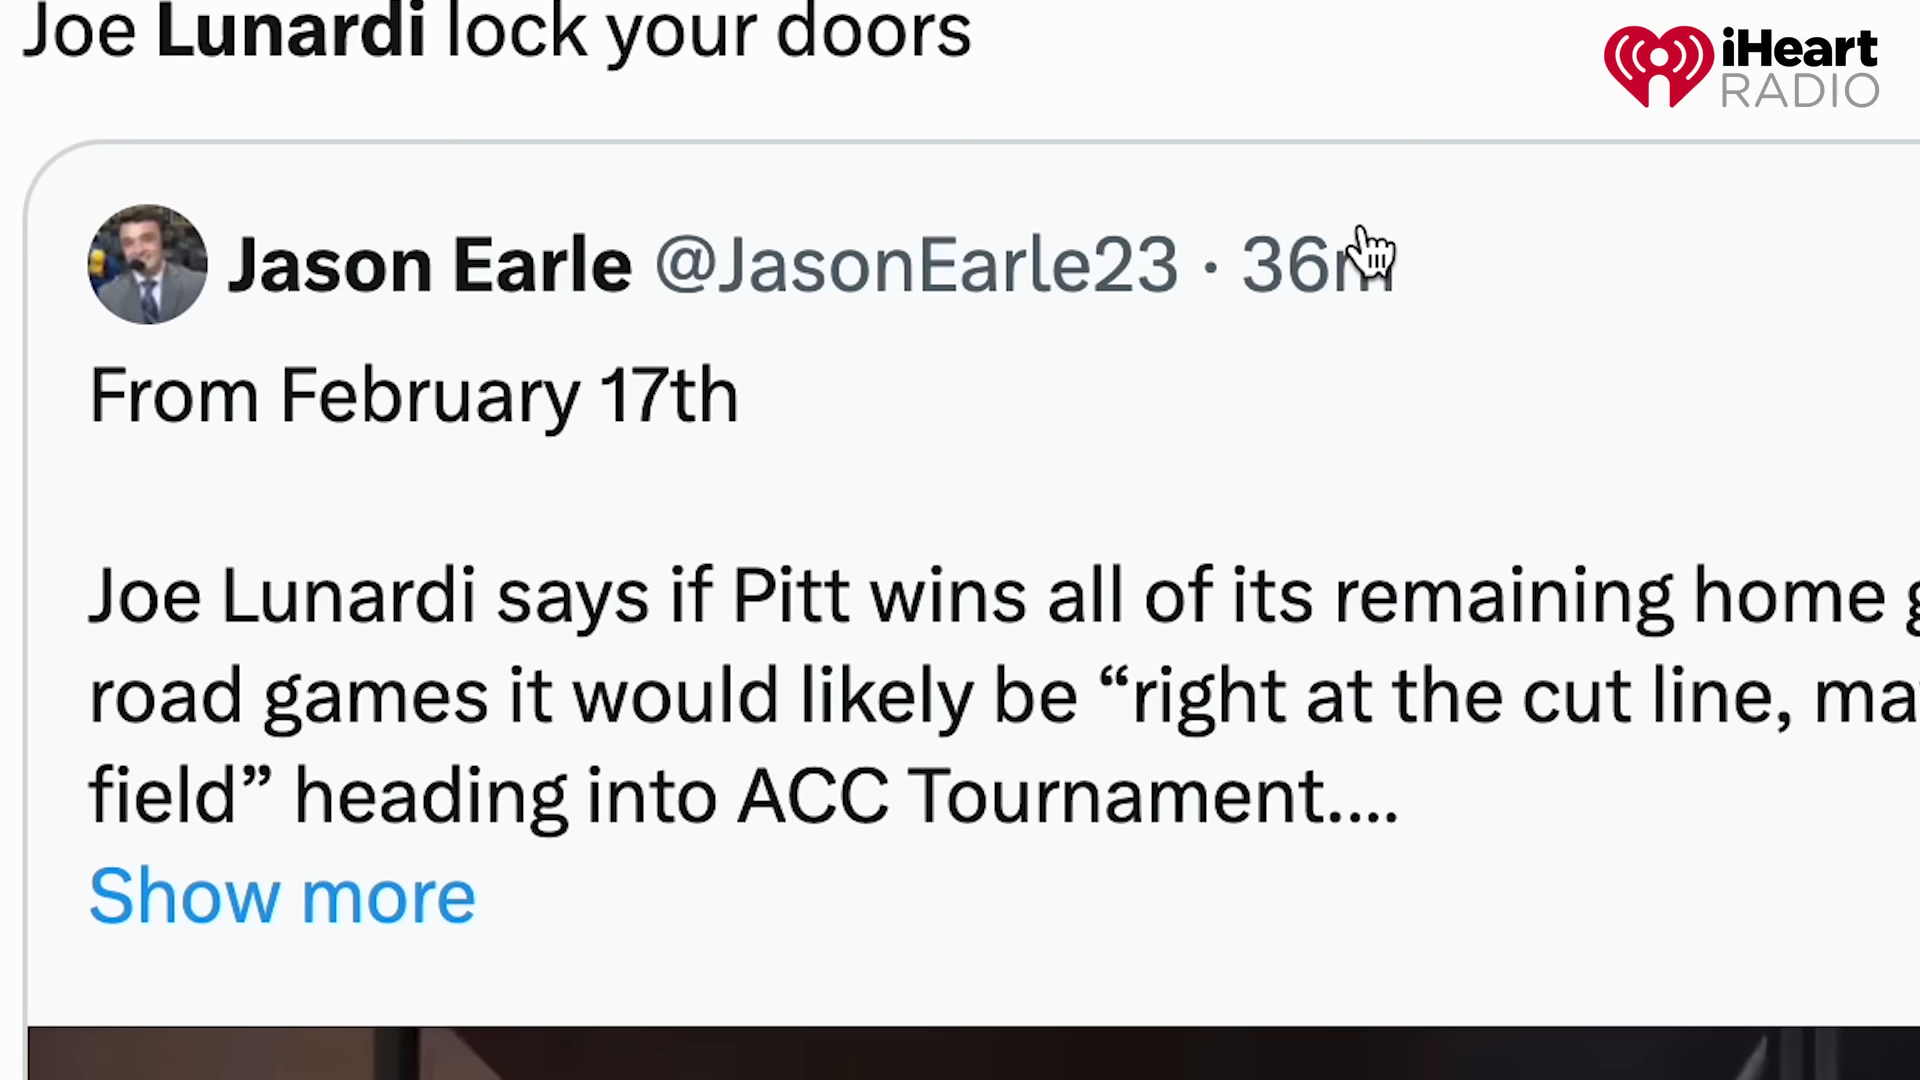 Joe Lunardi lock your doors
iHeart
RADIO
Jason Earle @JasonEarle23 · 36m
From February 17th
Joe Lunardi says if Pitt wins all of its remaining home
road games it would likely be “right at the cut line,
field” heading into ACC Tournament....
Show more